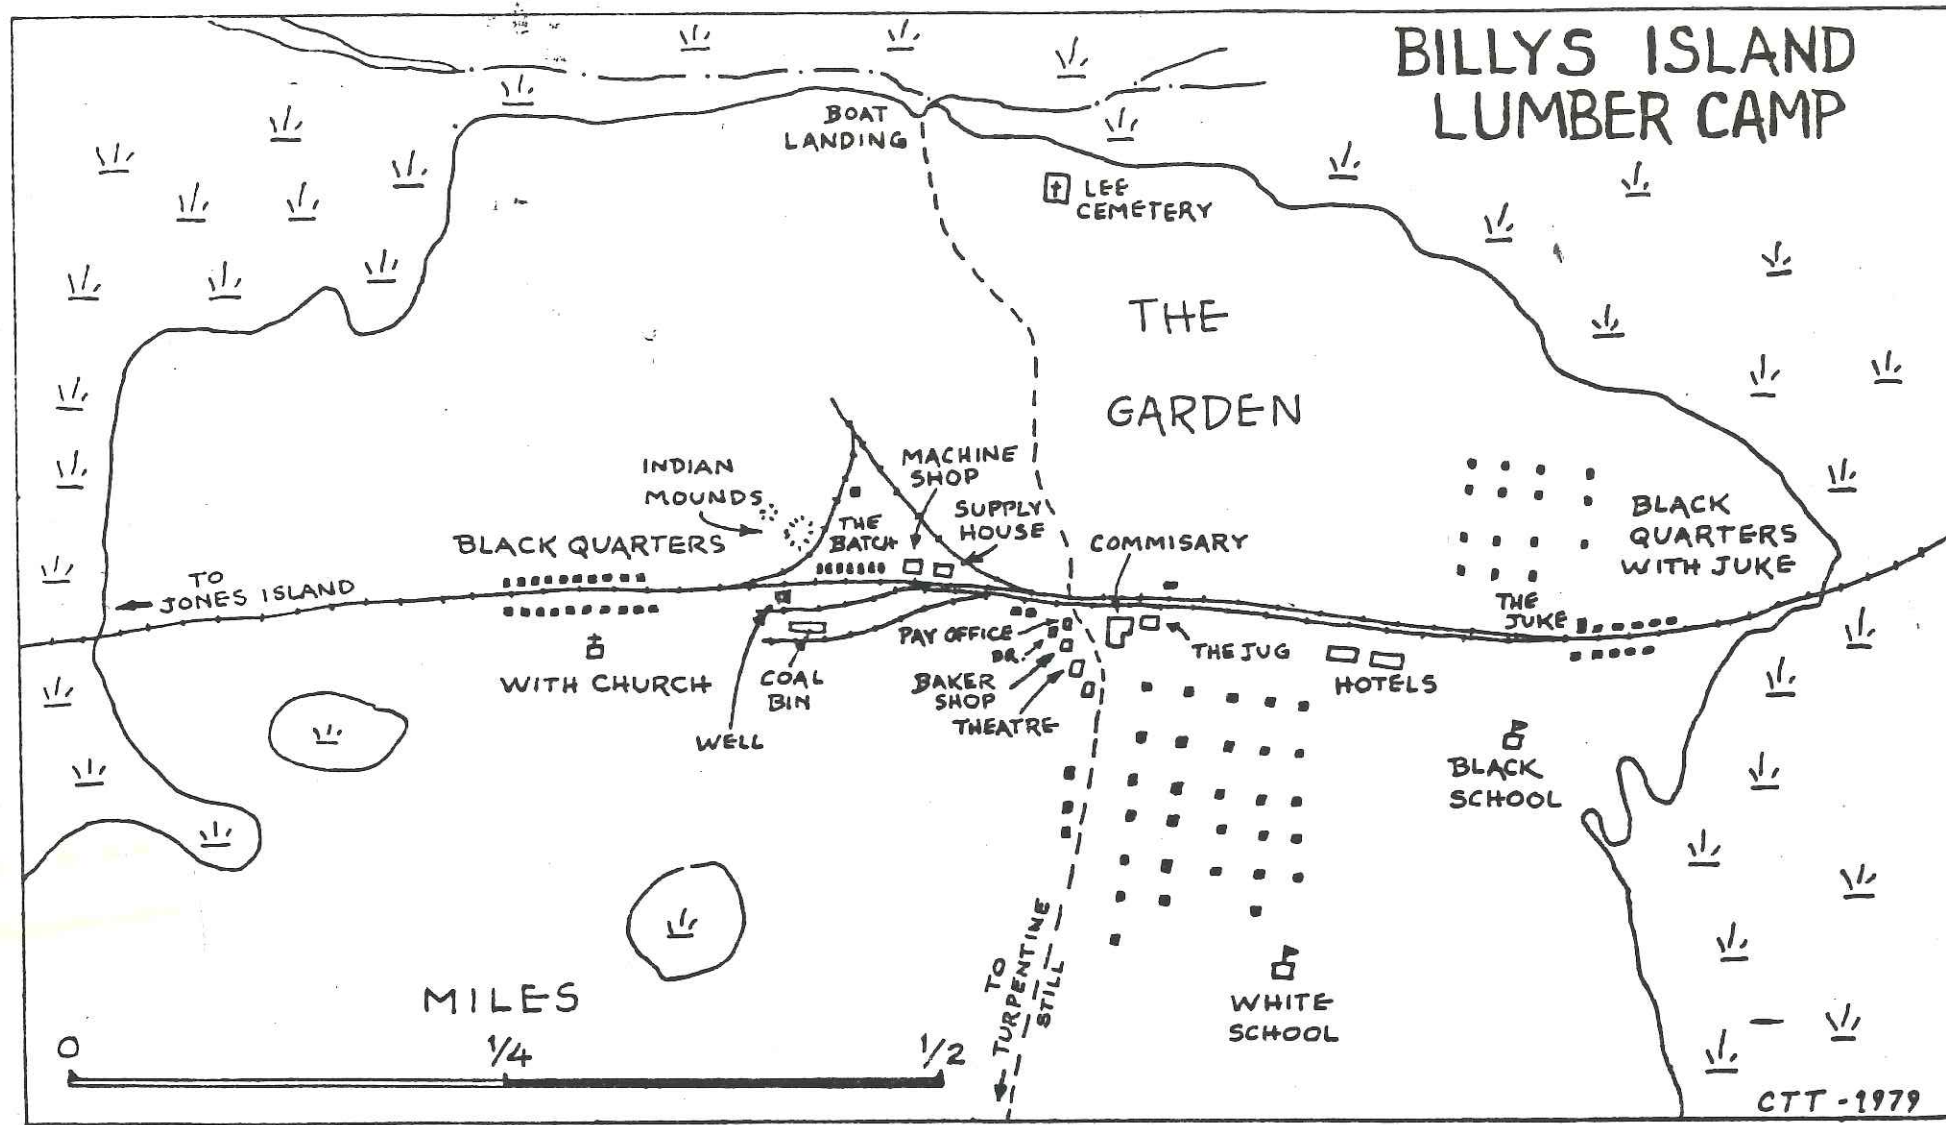 BILLYS ISLAND
LUMBER CAMP
BOAT
LANDING
LEE
CEMETERY
THE
GARDEN
INDIAN
MOUNDS
MACHINE
SHOP
SUPPLY
HOUSE
THE
BATCH
BLACK QUARTERS
COMMISARY
BLACK
QUARTERS
WITH JUKE
TO
JONES ISLAND
THE
JUKE
PAY OFFICE
DR.
THE JUG
WITH CHURCH
COAL
BIN
BAKER
SHOP
THEATRE
HOTELS
WELL
BLACK
SCHOOL
TO
TURPENTINE
STILL
WHITE
SCHOOL
MILES
0 1/4 1/2
CTT - 1979